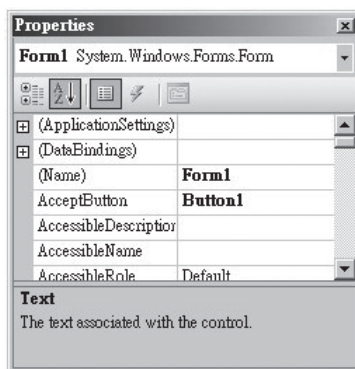 Properties
Form1 System.Windows.Forms.Form
(ApplicationSettings)
(DataBindings)
(Name) Form1
AcceptButton Button1
AccessibleDescriptior
AccessibleName
AccessibleRole Default
Text
The text associated with the control.